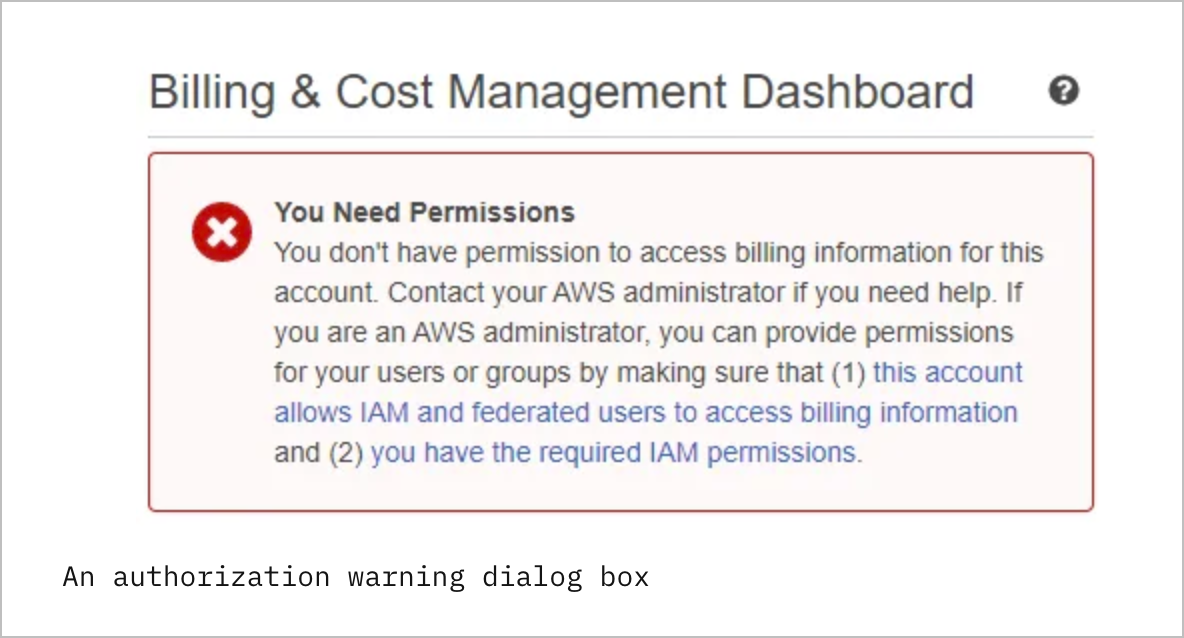 Billing & Cost Management Dashboard ?
You Need Permissions
You don't have permission to access billing information for this
account. Contact your AWS administrator if you need help. If
you are an AWS administrator, you can provide permissions
for your users or groups by making sure that (1) this account
allows IAM and federated users to access billing information
and (2) you have the required IAM permissions.
An authorization warning dialog box